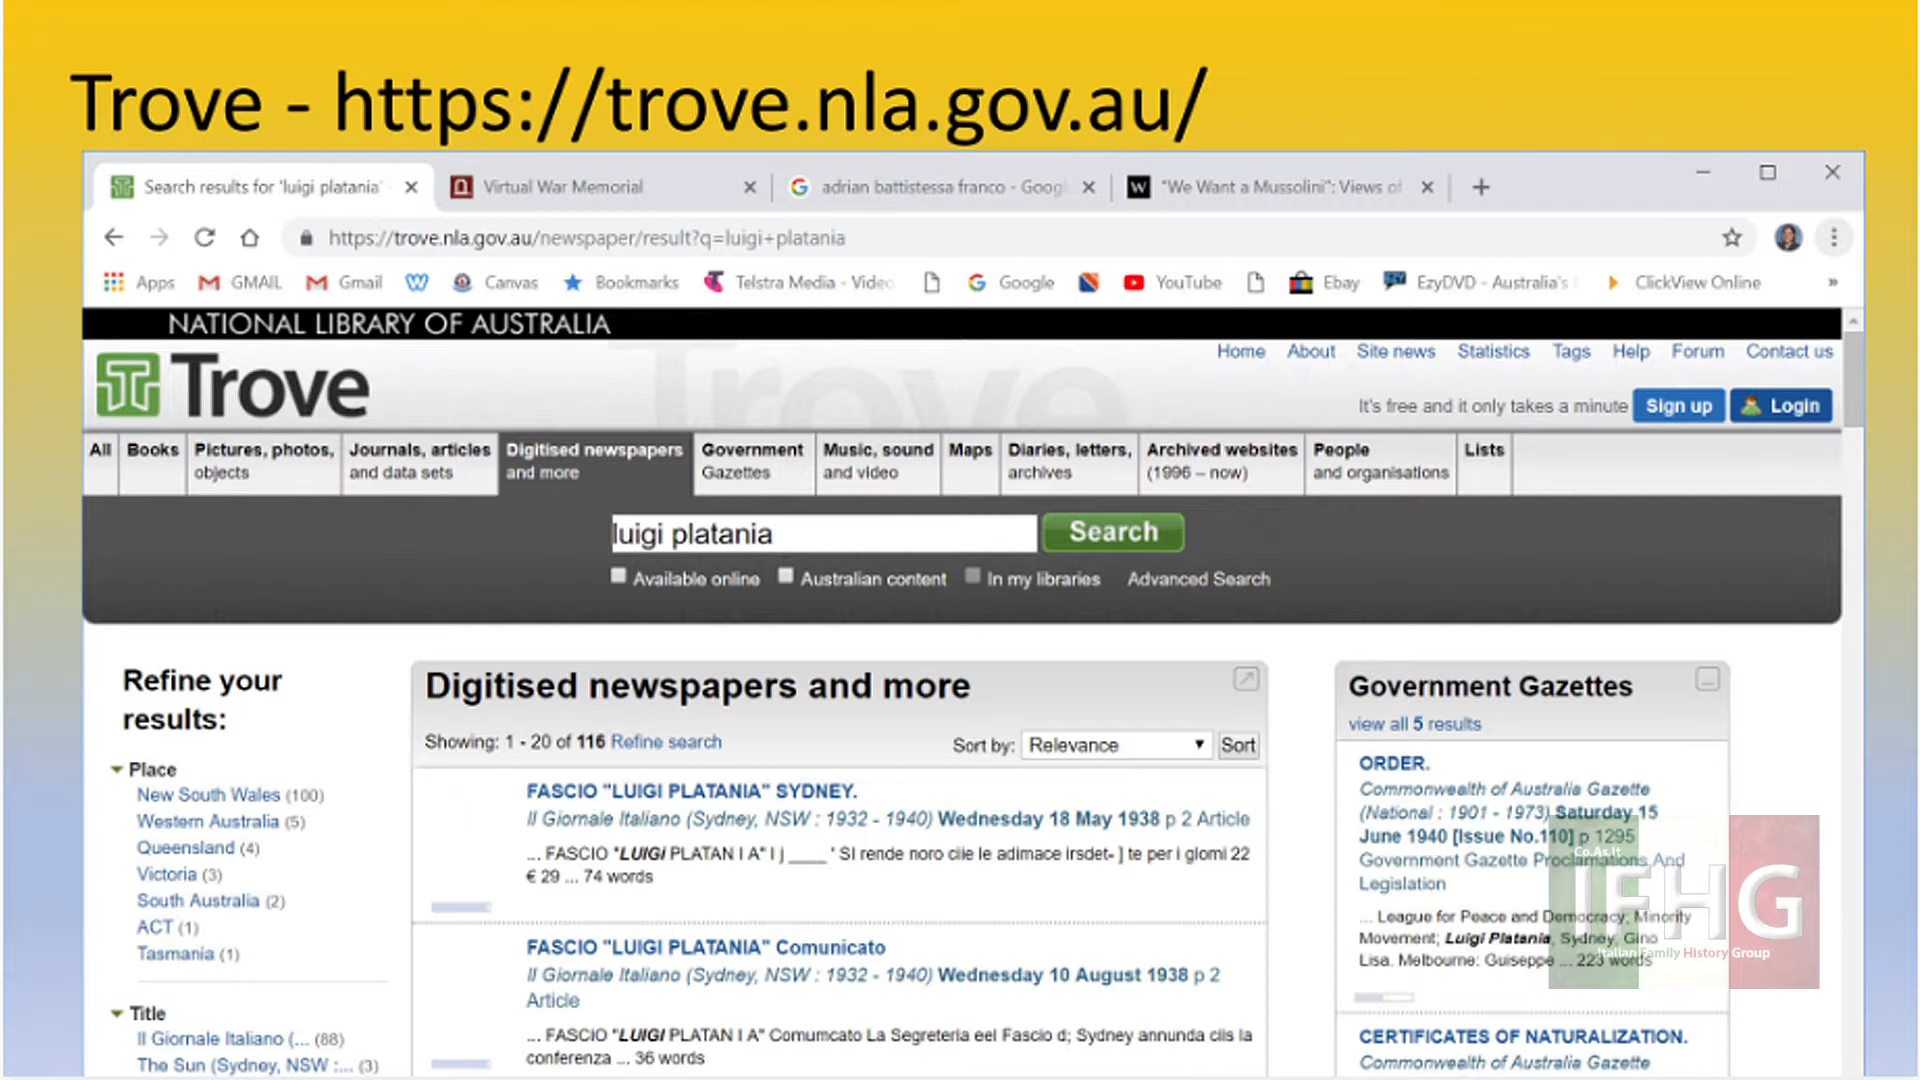 Trove - https://trove.nla.gov.au/
Search results for 'luigi platania'
Virtual War Memorial
adrian battistessa franco - Goog
"We Want a Mussolini": Views of
https://trove.nla.gov.au/newspaper/result?q=luigi+platania
Apps
GMAIL
Gmail
Canvas
Bookmarks
Telstra Media - Video
Google
YouTube
Ebay
EzyDVD - Australia's
ClickView Online
»
NATIONAL LIBRARY OF AUSTRALIA
Trove
Home About Site news Statistics Tags Help Forum Contact us
It's free and it only takes a minute Sign up Login
All
Books
Pictures, photos,
objects
Journals, articles
and data sets
Digitised newspapers
and more
Government
Gazettes
Music, sound
and video
Maps
Diaries, letters,
archives
Archived websites
(1996 – now)
People
and organisations
Lists
luigi platania
Search
Available online Australian content In my libraries Advanced Search
Refine your
results:
Place
New South Wales (100)
Western Australia (5)
Queensland (4)
Victoria (3)
South Australia (2)
ACT (1)
Tasmania (1)
Title
Il Giornale Italiano (... (88)
The Sun (Sydney, NSW :... (3)
Digitised newspapers and more
Showing: 1 - 20 of 116 Refine search
Sort by: Relevance Sort
FASCIO "LUIGI PLATANIA" SYDNEY.
Il Giornale Italiano (Sydney, NSW : 1932 - 1940) Wednesday 18 May 1938 p 2 Article
... FASCIO "LUIGI PLATAN I A" I j ____ ' SI rende noro clie le adimace irsdet- ] te per i glomi 22
€ 29 ... 74 words
FASCIO "LUIGI PLATANIA" Comunicato
Il Giornale Italiano (Sydney, NSW : 1932 - 1940) Wednesday 10 August 1938 p 2
Article
... FASCIO "LUIGI PLATAN I A" Comumcato La Segreteria eel Fascio d; Sydney annunda clis la
conferenza ... 36 words
Government Gazettes
view all 5 results
ORDER.
Commonwealth of Australia Gazette
(National : 1901 - 1973) Saturday 15
June 1940 [Issue No.110] p 1295
Government Gazette Proclamations And
Legislation
... League for Peace and Democracy; Minority
Movement; Luigi Platania, Sydney, Gino
Lisa. Melbourne: Guiseppe ... 223 words
CERTIFICATES OF NATURALIZATION.
Commonwealth of Australia Gazette
Co.As.It
IFHG
Italian Family History Group